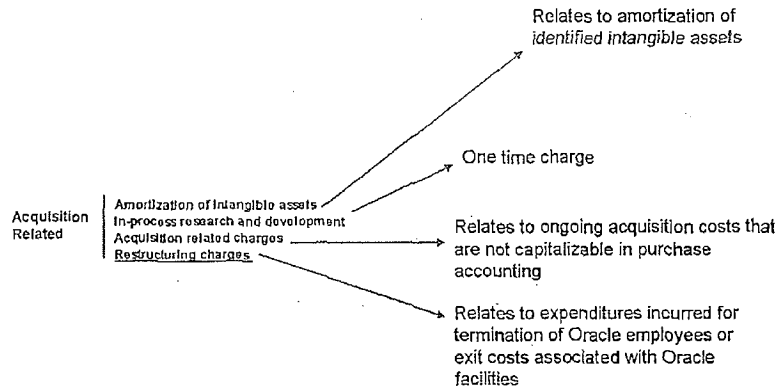 Relates to amortization of
identified intangible assets
One time charge
Acquisition
Related
Amortization of intangible assets
In-process research and development
Acquisition related charges
Restructuring charges
Relates to ongoing acquisition costs that
are not capitalizable in purchase
accounting
Relates to expenditures incurred for
termination of Oracle employees or
exit costs associated with Oracle
facilities